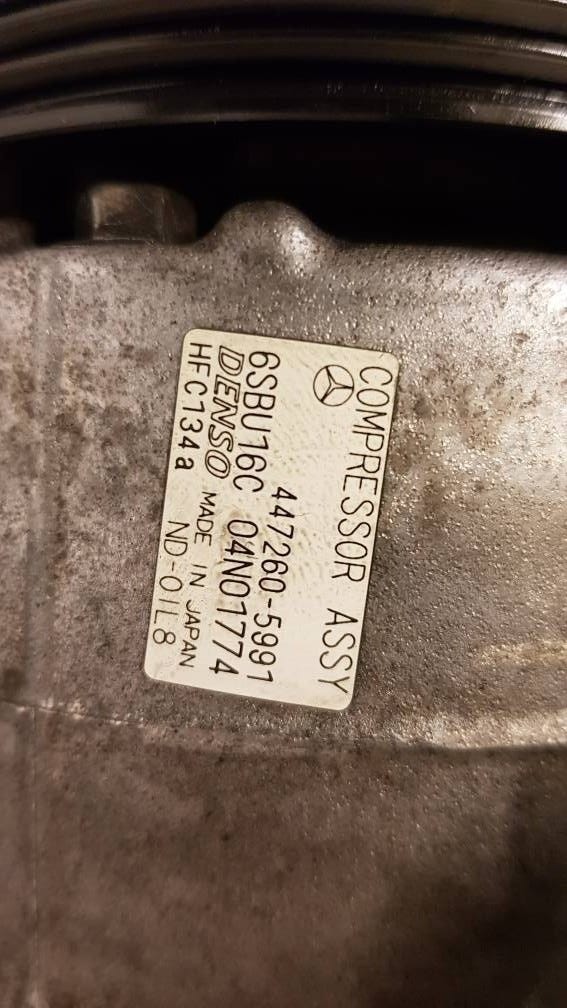 COMPRESSOR ASSY
447260-5991
6SBU16C 04N01774
DENSO MADE IN JAPAN
HFC134a ND-OIL8